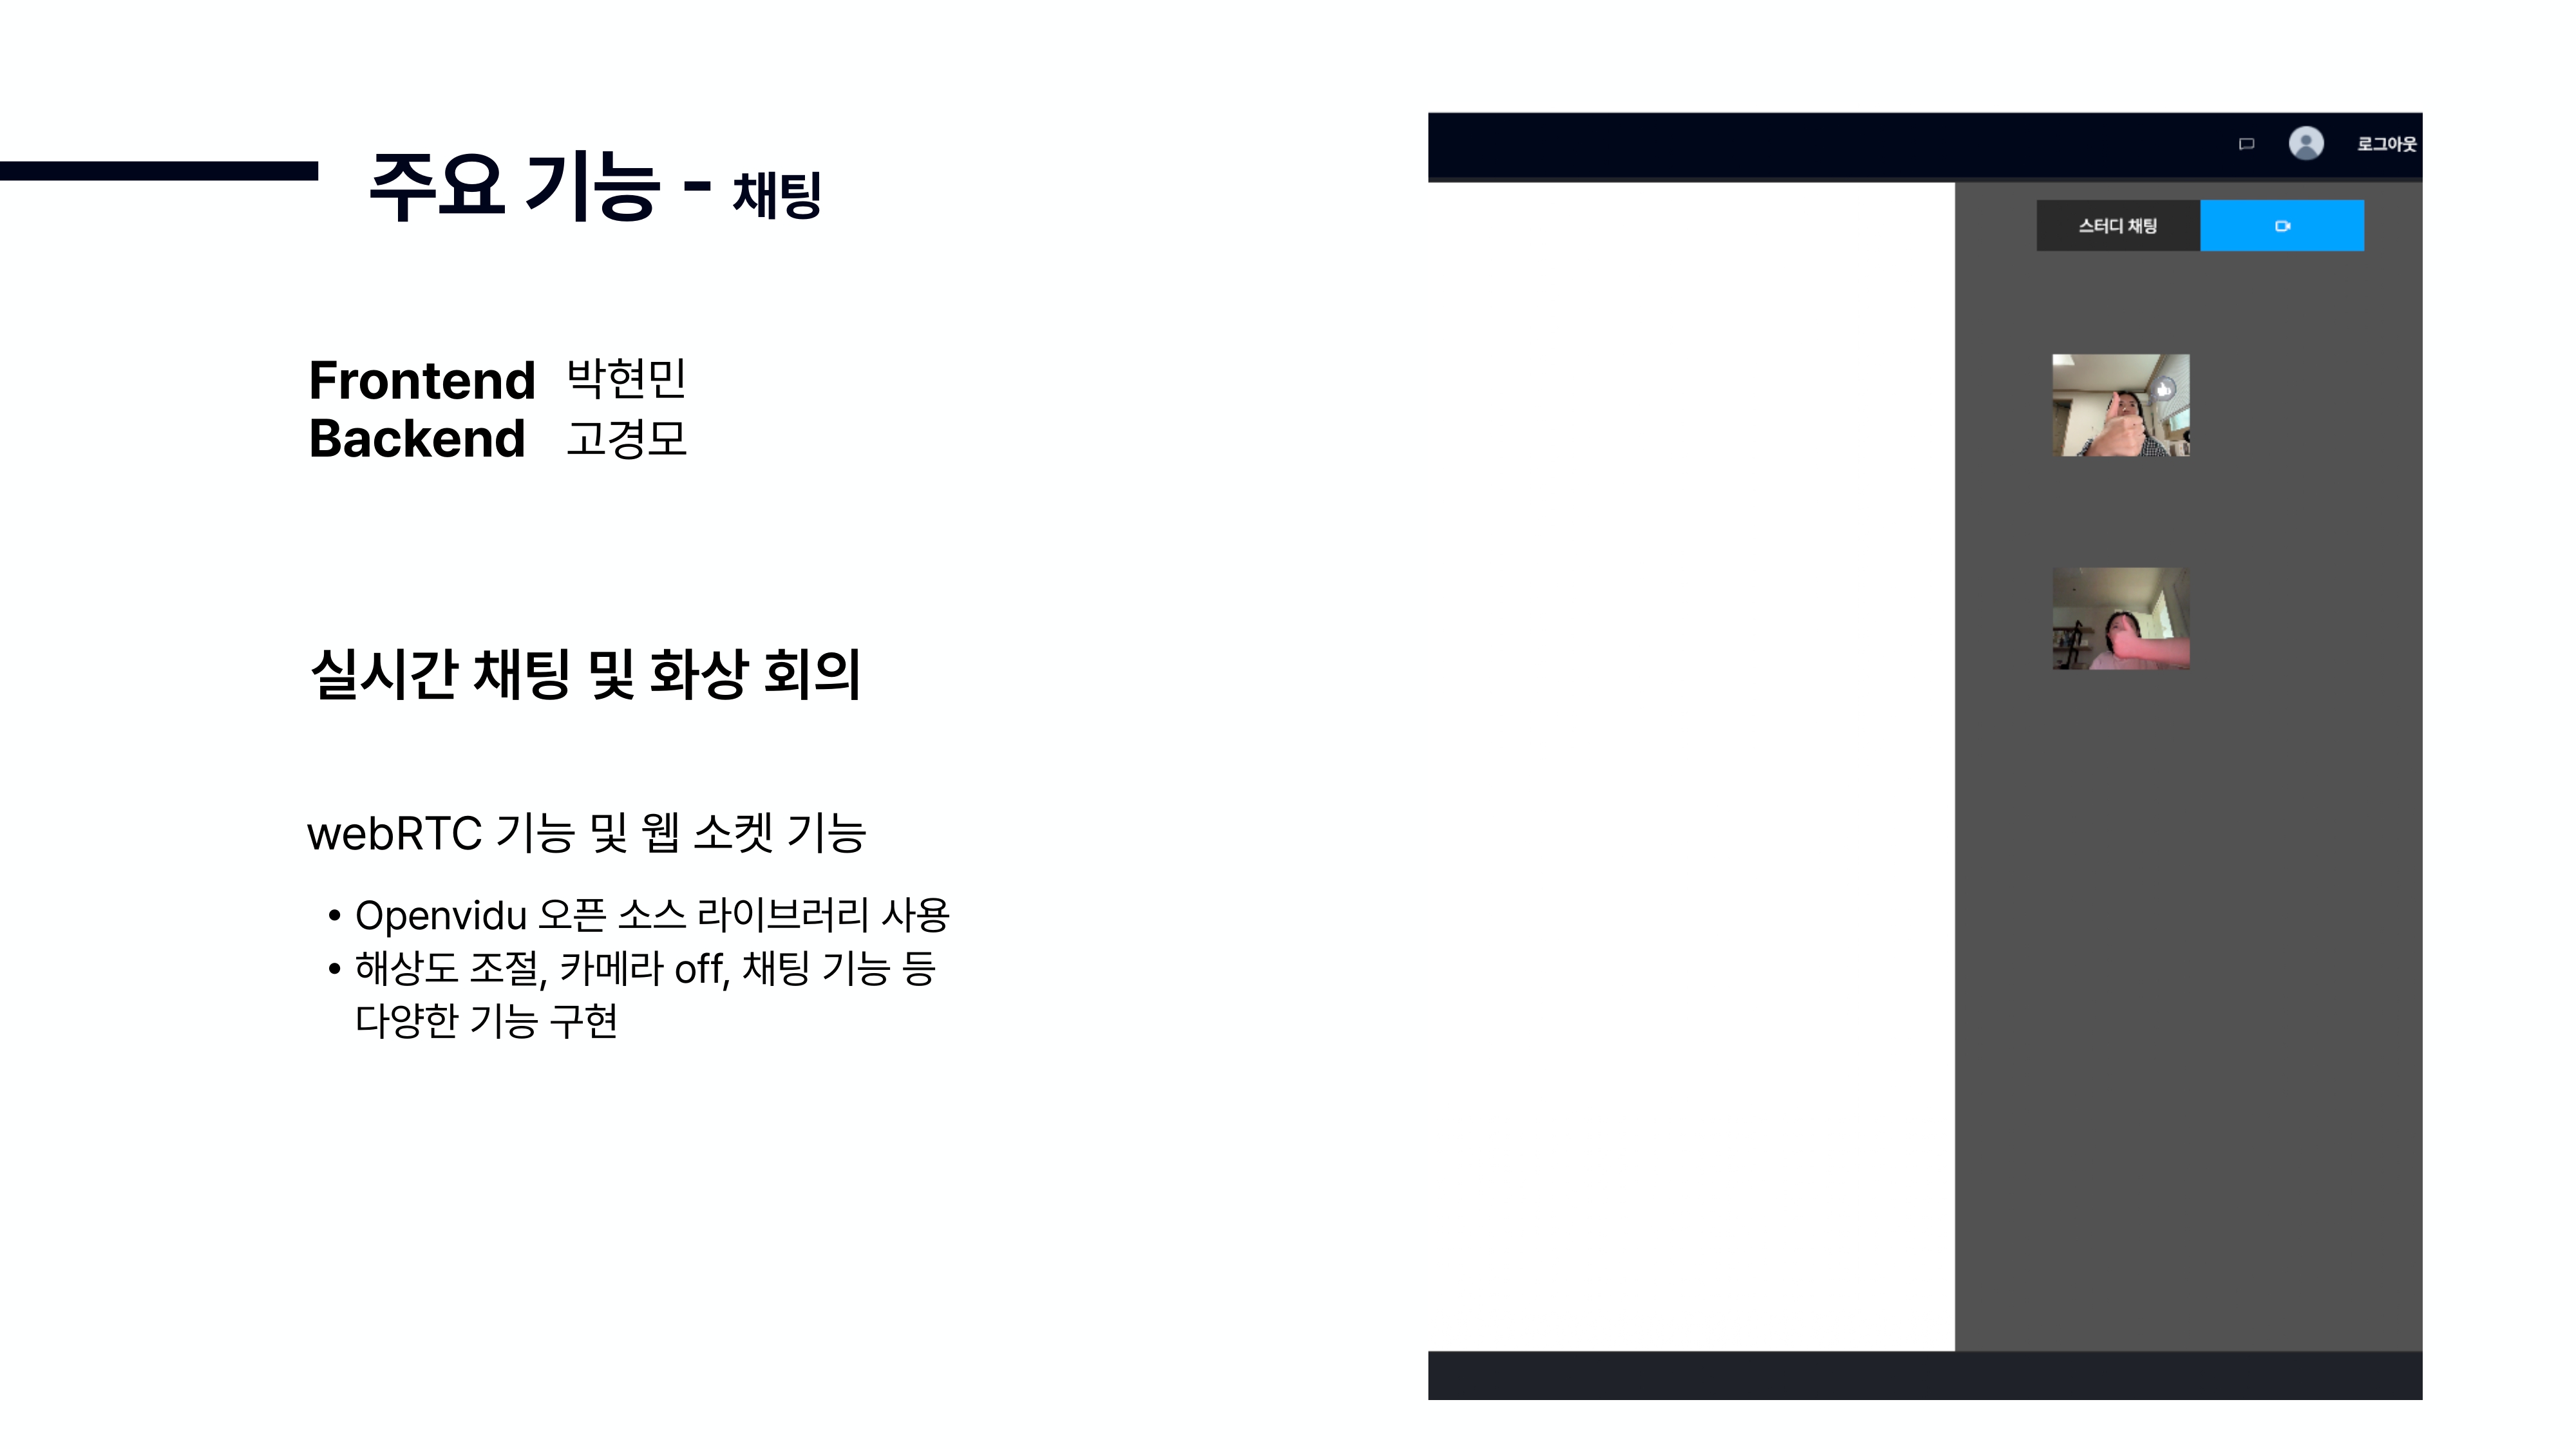 주요 기능 - 채팅
Frontend 박현민
Backend 고경모
실시간 채팅 및 화상 회의
webRTC 기능 및 웹 소켓 기능
• Openvidu 오픈 소스 라이브러리 사용
• 해상도 조절, 카메라 off, 채팅 기능 등
다양한 기능 구현
로그아웃
스터디 채팅